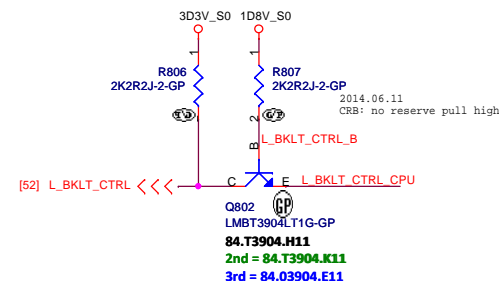 3D3V_S0
1D8V_S0
1
1
R806
2K2R2J-2-GP
R807
2K2R2J-2-GP
2014.06.11
CRB: no reserve pull high
2
GP
B
L_BKLT_CTRL_B
[52] L_BKLT_CTRL
C
E
L_BKLT_CTRL_CPU
GP
Q802
LMBT3904LT1G-GP
84.T3904.H11
2nd = 84.T3904.K11
3rd = 84.03904.E11